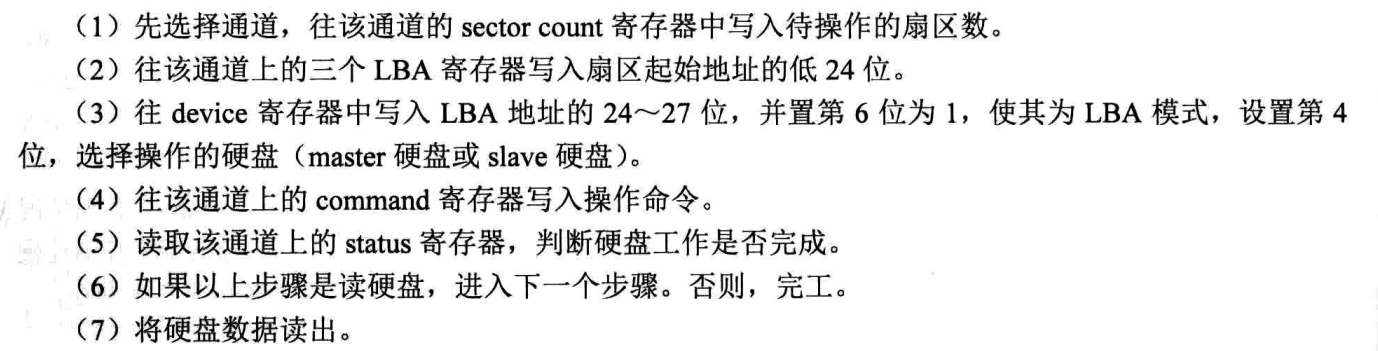 (1)先选择通道，往该通道的 sector count 寄存器中写入待操作的扇区数。
(2)往该通道上的三个 LBA 寄存器写入扇区起始地址的低 24 位。
(3)往 device 寄存器中写入 LBA 地址的 24～27 位，并置第 6 位为 1，使其为 LBA 模式，设置第 4
位，选择操作的硬盘（master 硬盘或 slave 硬盘）。
(4)往该通道上的 command 寄存器写入操作命令。
(5)读取该通道上的 status 寄存器，判断硬盘工作是否完成。
(6)如果以上步骤是读硬盘，进入下一个步骤。否则，完工。
(7)将硬盘数据读出。